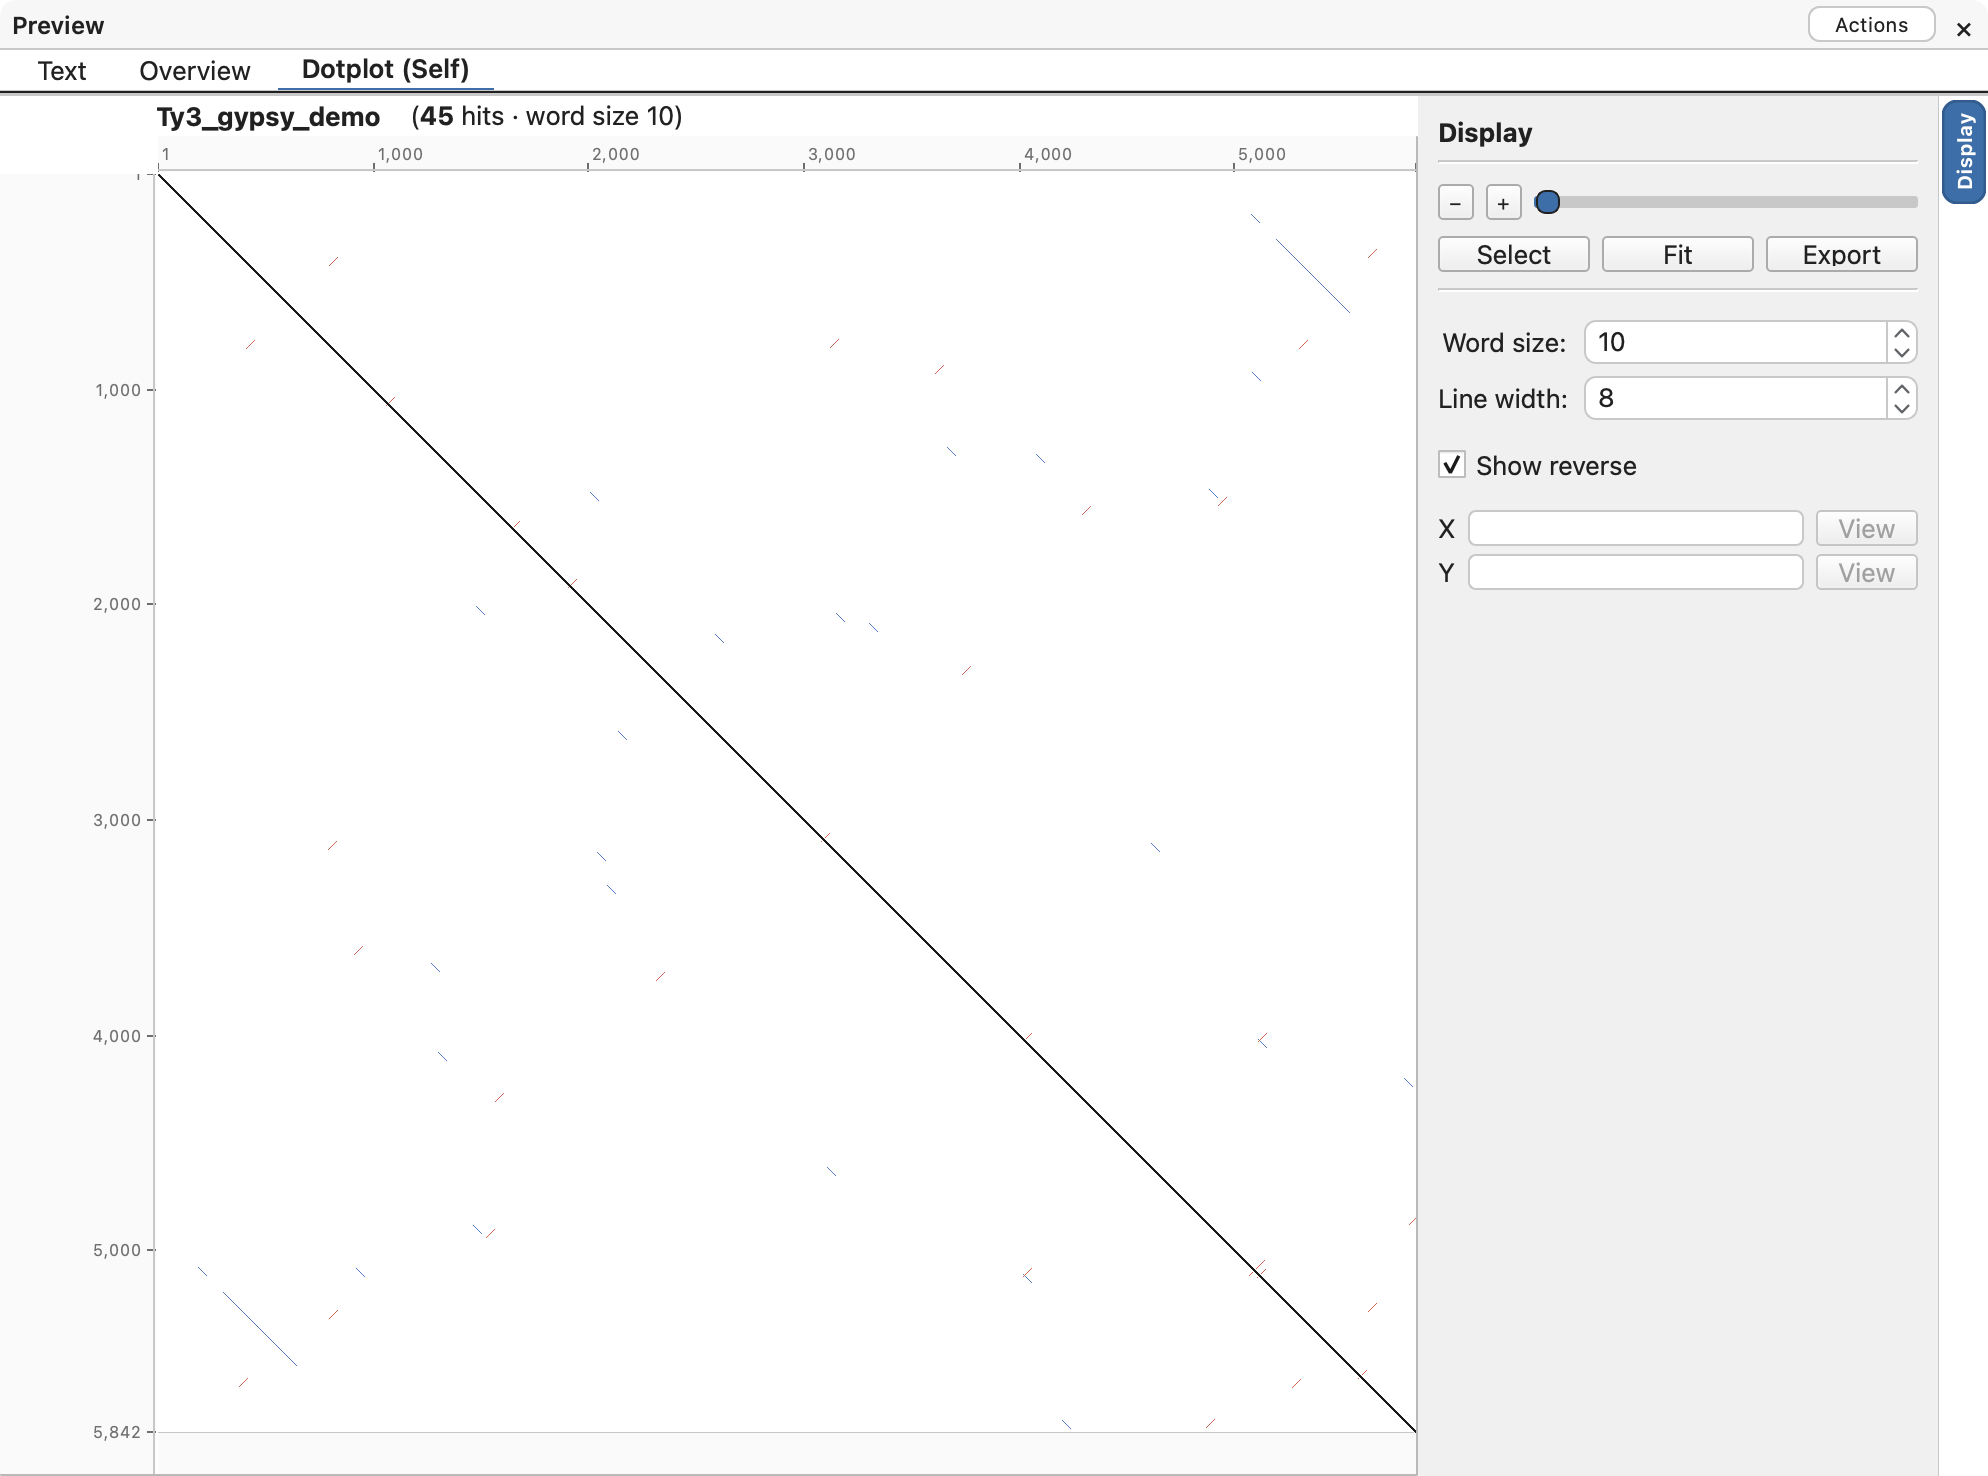 Preview
Actions ×
Text Overview Dotplot (Self)
Ty3_gypsy_demo (45 hits · word size 10)
1 1,000 2,000 3,000 4,000 5,000
1,000
2,000
3,000
4,000
5,000
5,842
Display
− +
Select Fit Export
Word size: 10
Line width: 8
Show reverse
X View
Y View
Display